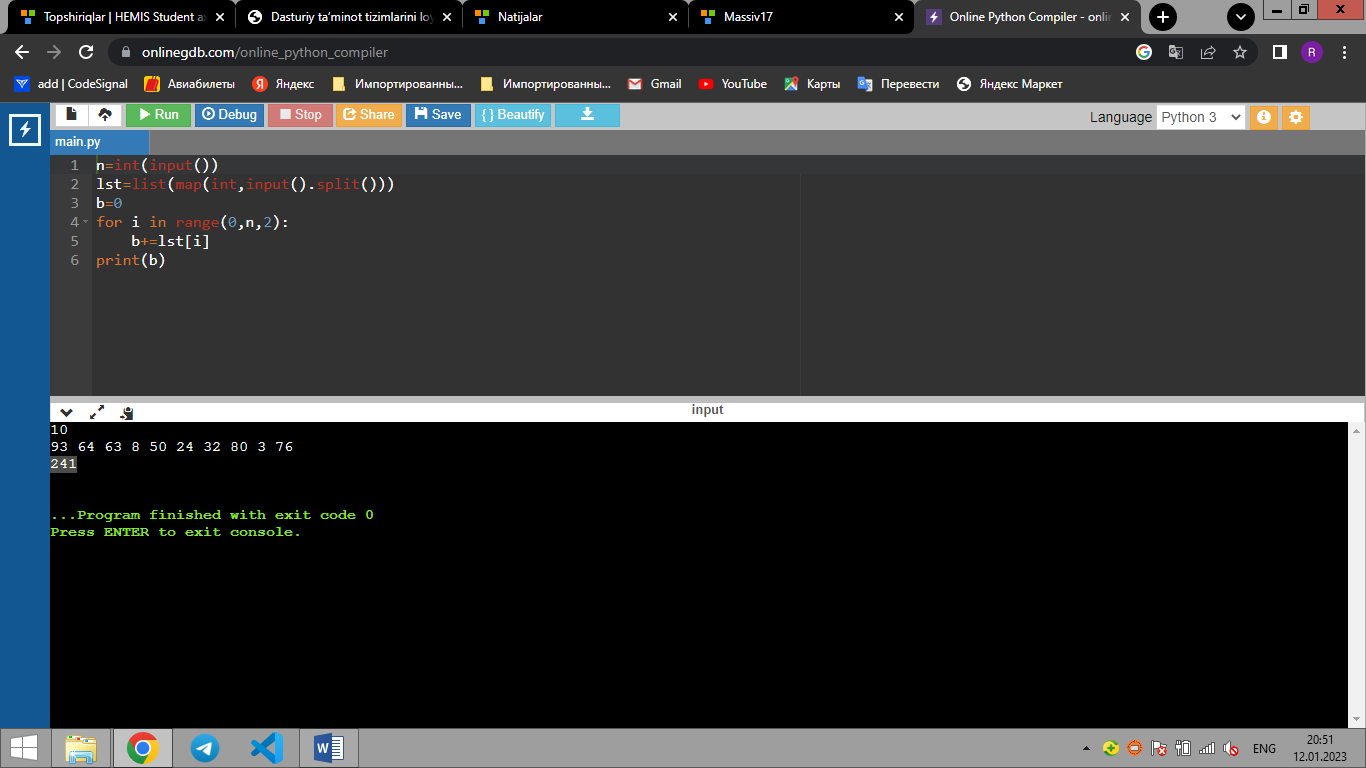 Topshiriqlar | HEMIS Student ax
Dasturiy ta'minot tizimlarini loy
Natijalar
Massiv17
Online Python Compiler - onlin
onlinegdb.com/online_python_compiler
R
add | CodeSignal
Авиабилеты
Яндекс
Импортированны...
Импортированны...
Gmail
YouTube
Карты
Перевести
Яндекс Маркет
Run
Debug
Stop
Share
Save
{ } Beautify
Language
Python 3
main.py
1 n=int(input())
2 lst=list(map(int,input().split()))
3 b=0
4 for i in range(0,n,2):
5 b+=lst[i]
6 print(b)
input
10
93 64 63 8 50 24 32 80 3 76
241
...Program finished with exit code 0
Press ENTER to exit console.
ENG
20:51
12.01.2023